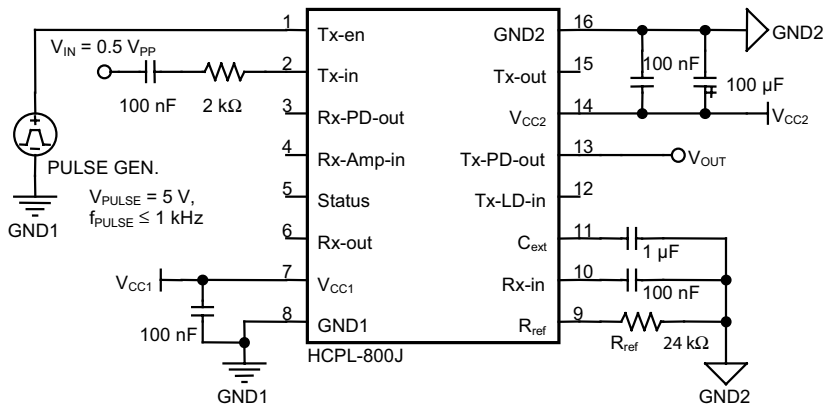 1 Tx-en GND2 16 GND2
V_IN = 0.5 V_PP
100 nF 100 µF
2 Tx-in Tx-out 15
100 nF 2 kΩ
3 Rx-PD-out V_CC2 14 V_CC2
4 Rx-Amp-in Tx-PD-out 13 V_OUT
PULSE GEN.
V_PULSE = 5 V,
f_PULSE ≤ 1 kHz
GND1
5 Status Tx-LD-in 12
6 Rx-out C_ext 11
1 µF
V_CC1 7 V_CC1 Rx-in 10
100 nF
100 nF
8 GND1 R_ref 9
R_ref 24 kΩ
HCPL-800J
GND1 GND2